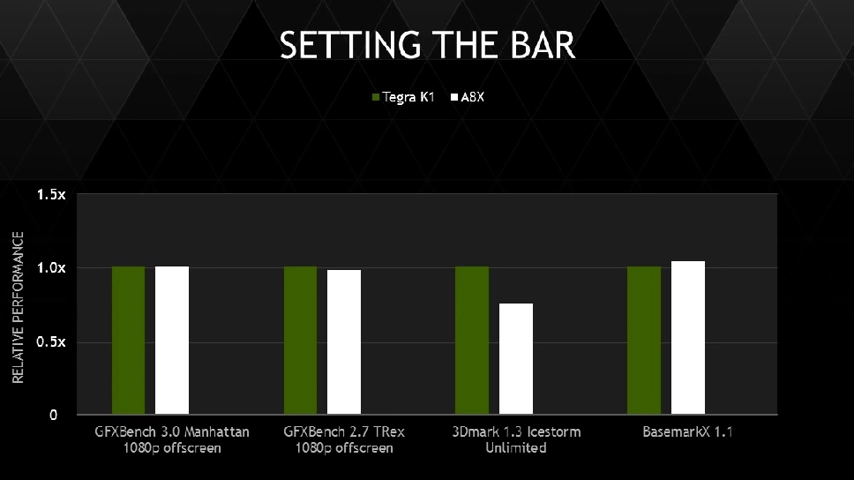 SETTING THE BAR
Tegra K1 A8X
1.5x
1.0x
0.5x
0
RELATIVE PERFORMANCE
GFXBench 3.0 Manhattan
1080p offscreen
GFXBench 2.7 TRex
1080p offscreen
3Dmark 1.3 Icestorm
Unlimited
BasemarkX 1.1